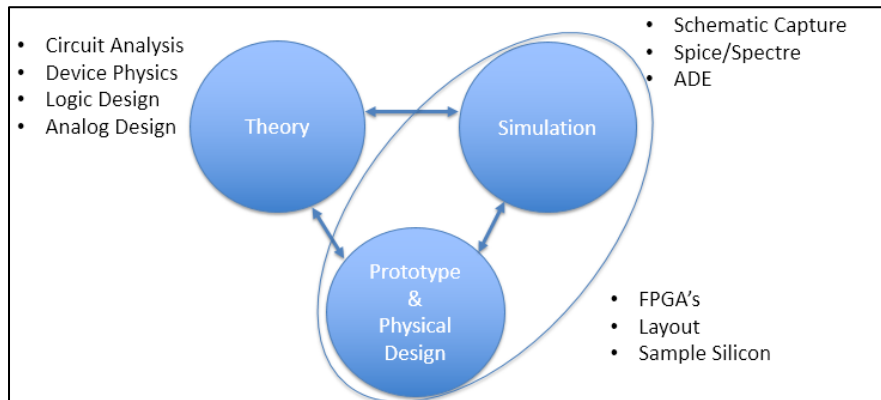 • Circuit Analysis
• Device Physics
• Logic Design
• Analog Design
Theory
Simulation
• Schematic Capture
• Spice/Spectre
• ADE
Prototype
&
Physical
Design
• FPGA's
• Layout
• Sample Silicon